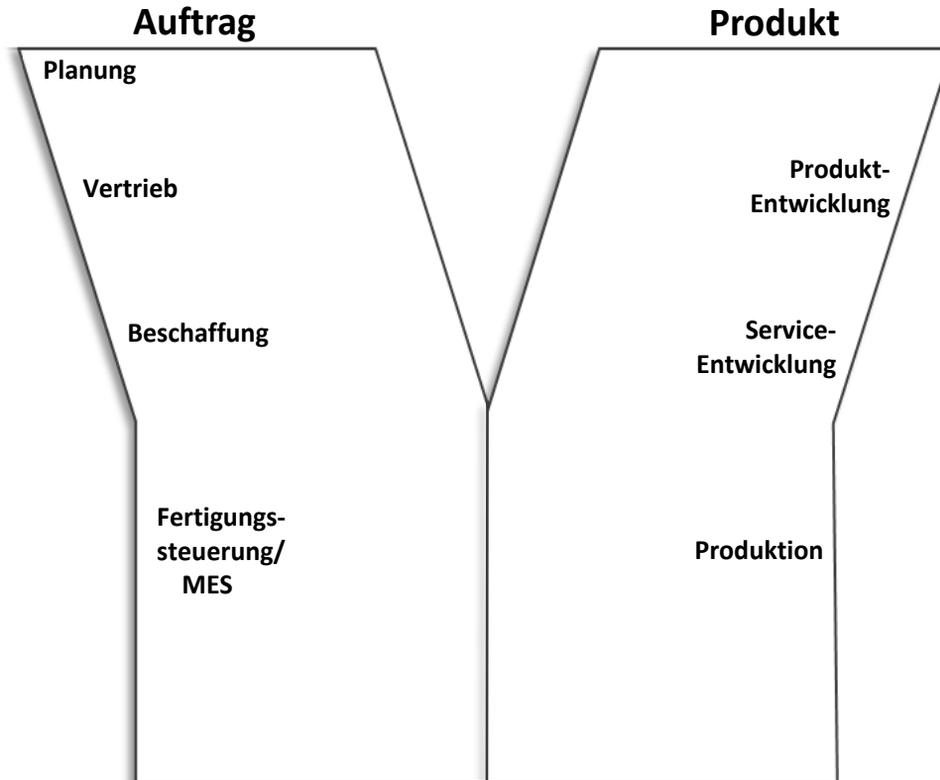 Auftrag
Produkt
Planung
Vertrieb
Beschaffung
Fertigungs-
steuerung/
MES
Produkt-
Entwicklung
Service-
Entwicklung
Produktion